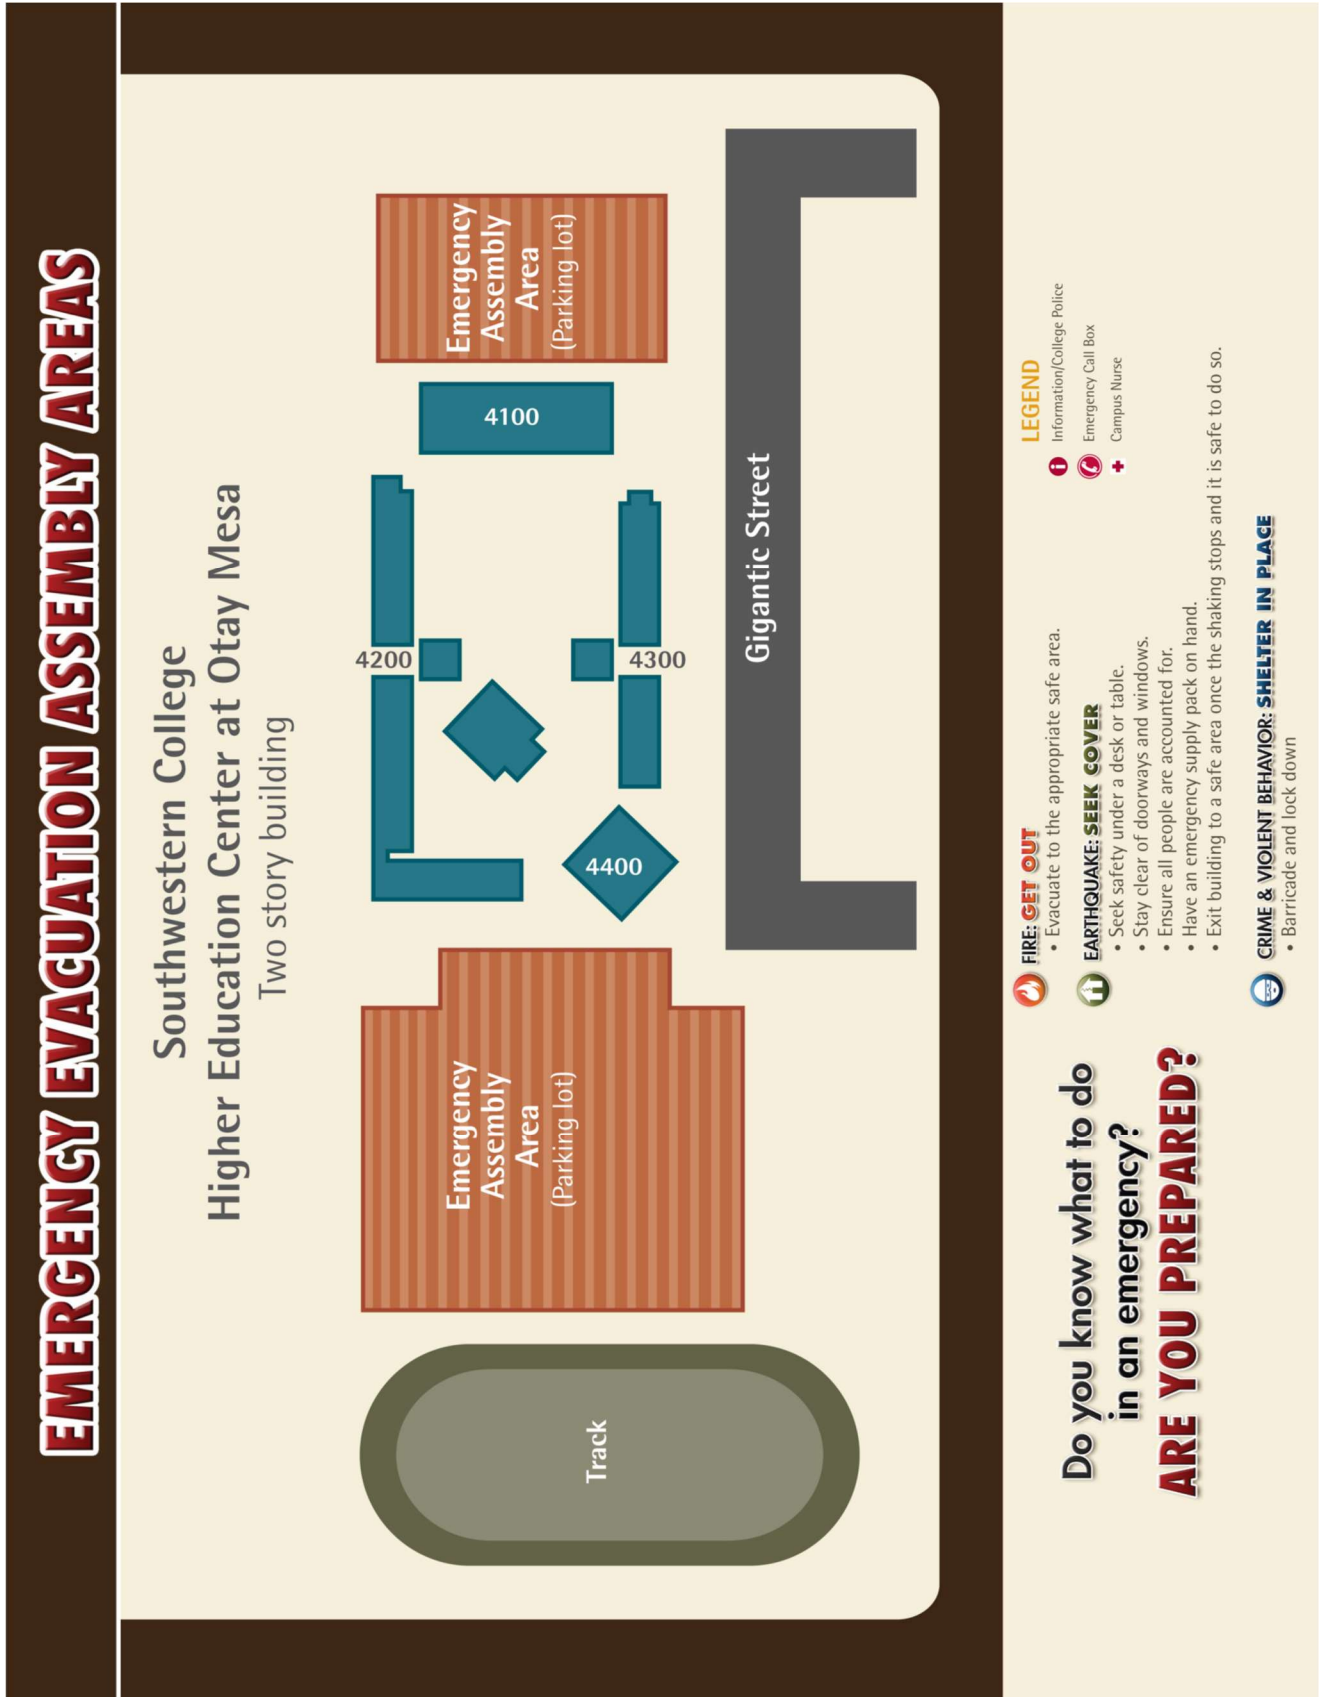 EMERGENCY EVACUATION ASSEMBLY AREAS
Southwestern College
Higher Education Center at Otay Mesa
Two story building
4200
4100
4300
4400
Track
Emergency
Assembly
Area
(Parking lot)
Emergency
Assembly
Area
(Parking lot)
Gigantic Street
Do you know what to do
in an emergency?
ARE YOU PREPARED?
FIRE: GET OUT
• Evacuate to the appropriate safe area.
EARTHQUAKE: SEEK COVER
• Seek safety under a desk or table.
• Stay clear of doorways and windows.
• Ensure all people are accounted for.
• Have an emergency supply pack on hand.
• Exit building to a safe area once the shaking stops and it is safe to do so.
CRIME & VIOLENT BEHAVIOR: SHELTER IN PLACE
• Barricade and lock down
LEGEND
i Information/College Police
Emergency Call Box
Campus Nurse